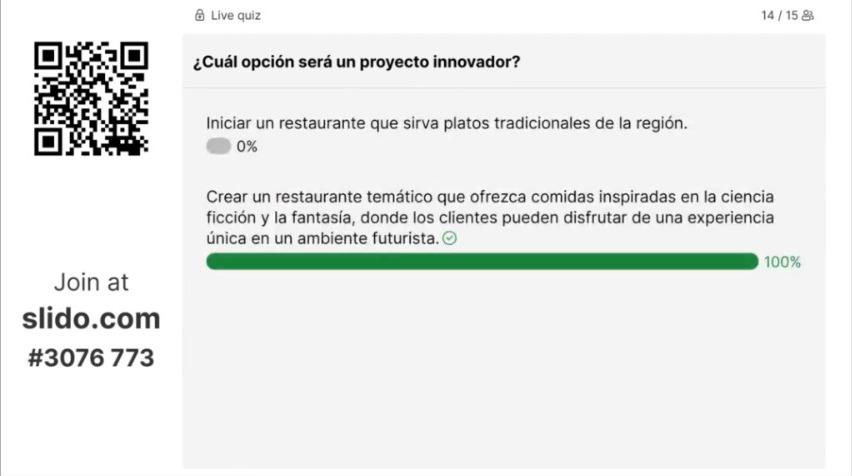 Live quiz
14 / 15
¿Cuál opción será un proyecto innovador?
Iniciar un restaurante que sirva platos tradicionales de la región.
0%
Crear un restaurante temático que ofrezca comidas inspiradas en la ciencia
ficción y la fantasía, donde los clientes pueden disfrutar de una experiencia
única en un ambiente futurista.
100%
Join at
slido.com
#3076 773